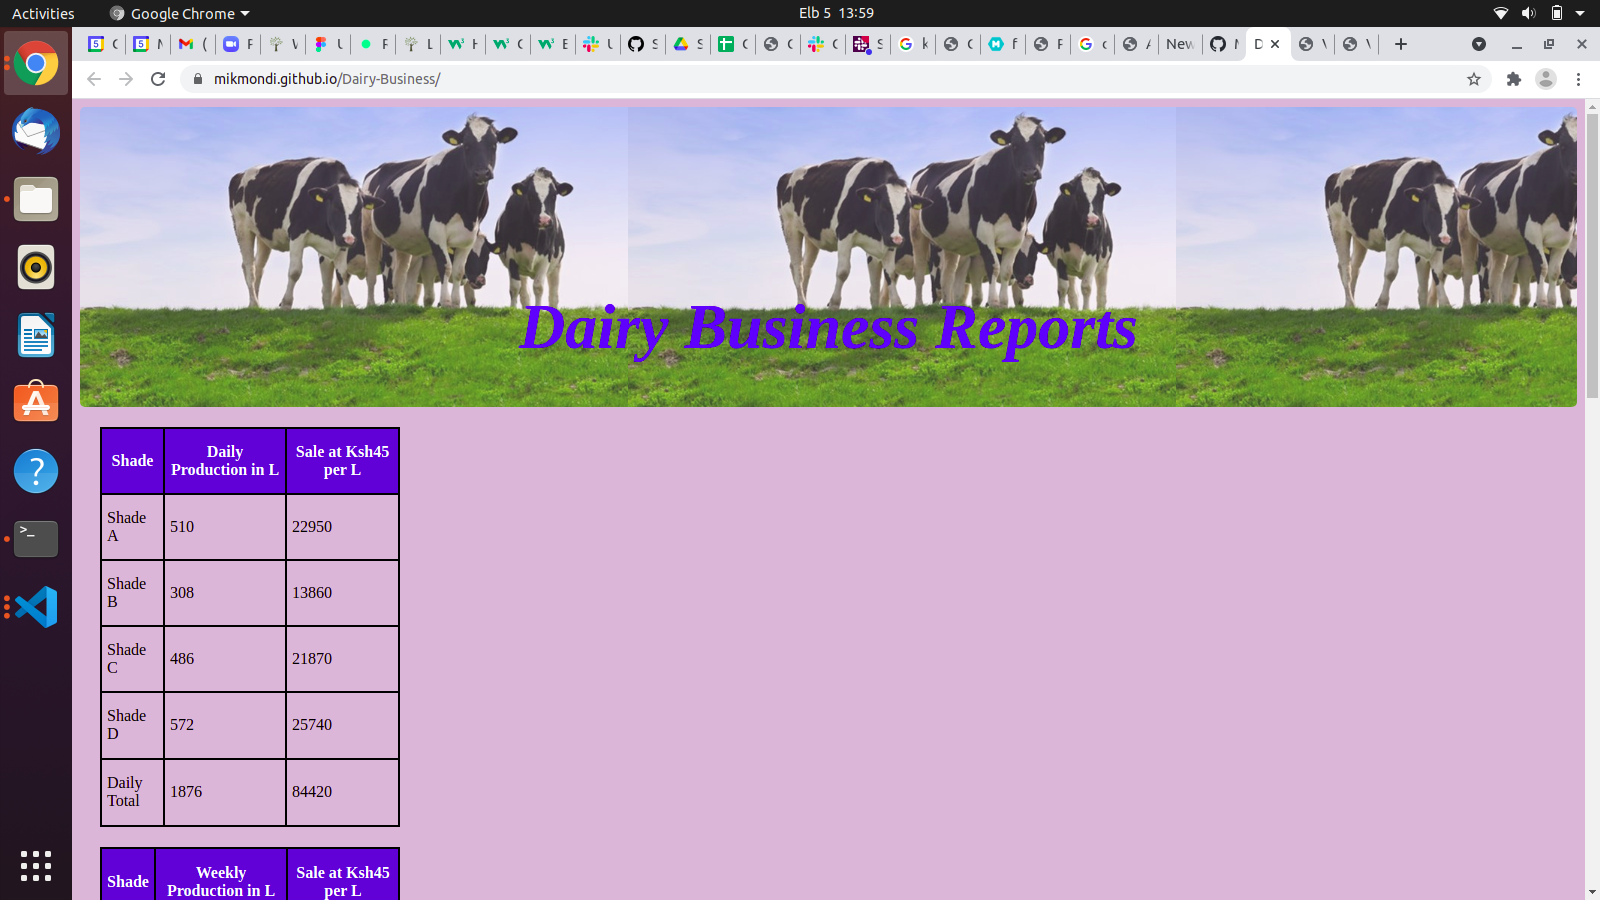 Activities
Google Chrome
Elb 5 13:59
New
mikmondi.github.io/Dairy-Business/
Dairy Business Reports
Shade
Daily
Production in L
Sale at Ksh45
per L
Shade
A
510
22950
Shade
B
308
13860
Shade
C
486
21870
Shade
D
572
25740
Daily
Total
1876
84420
Shade
Weekly
Production in L
Sale at Ksh45
per L